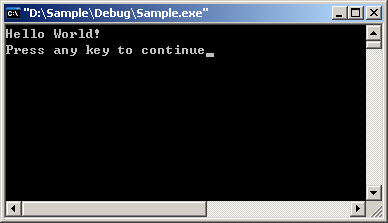 "D:\Sample\Debug\Sample.exe"
Hello World!
Press any key to continue